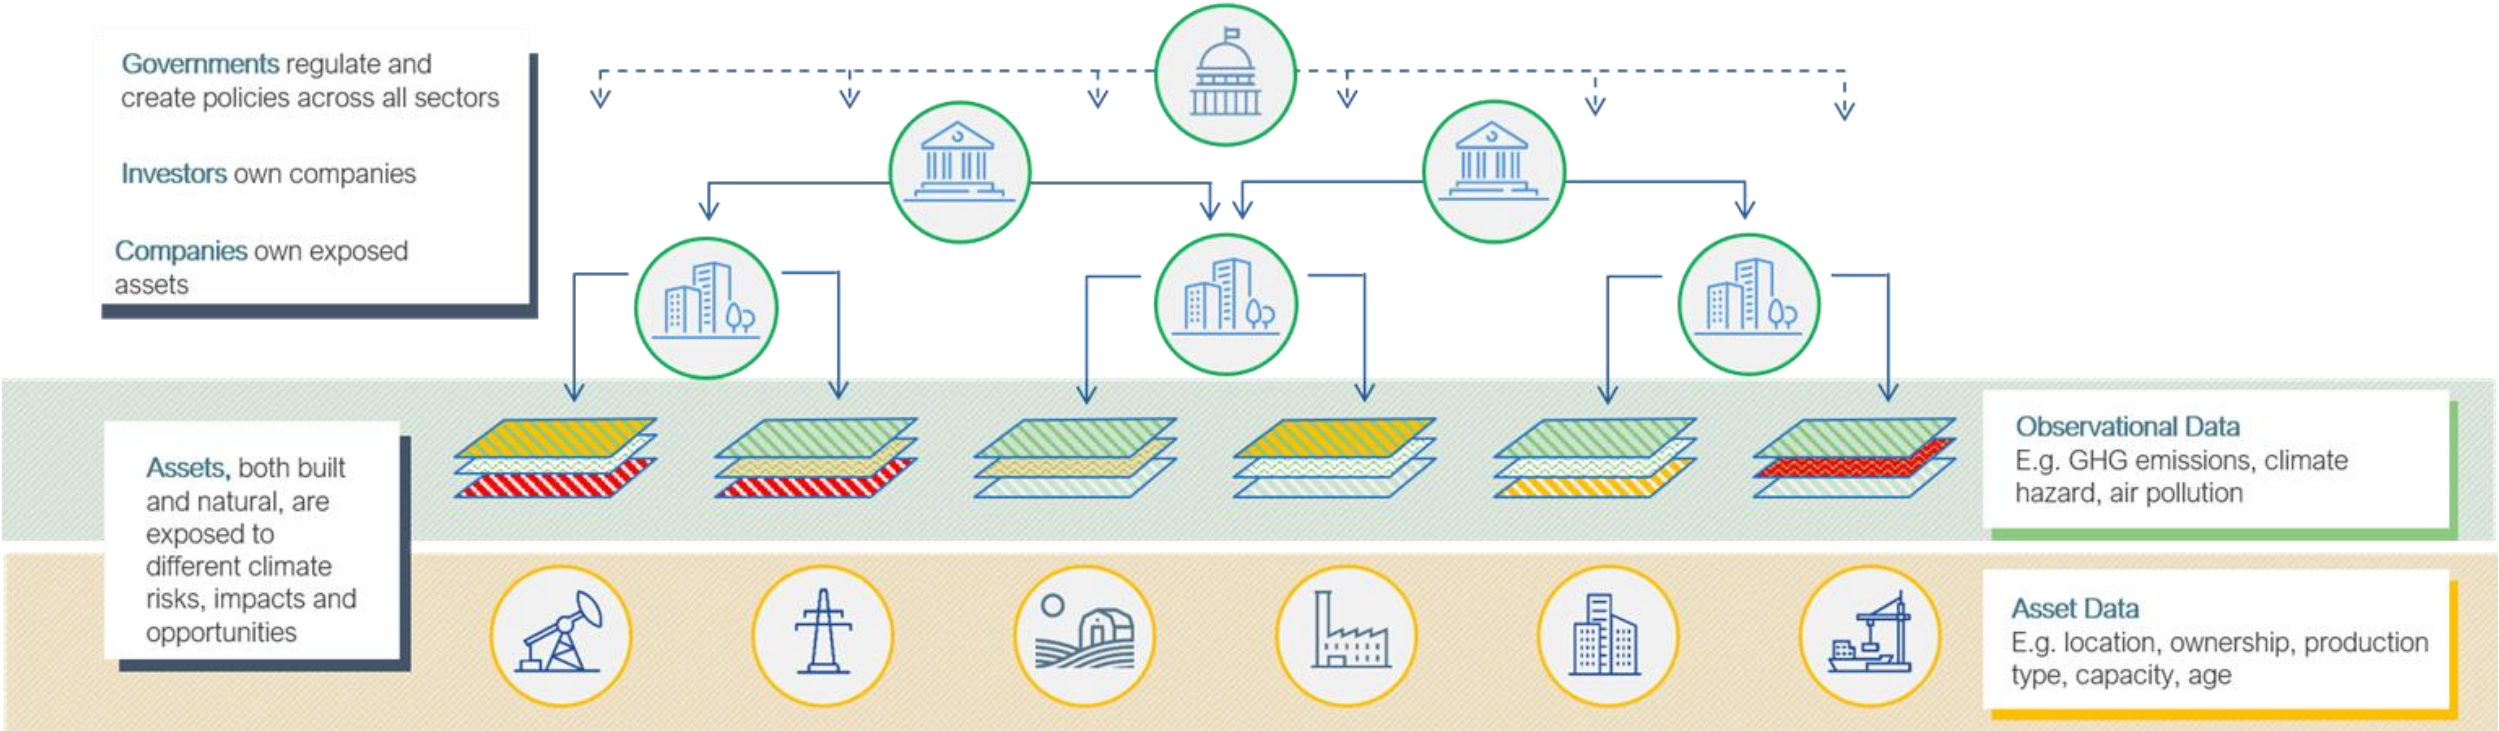 Governments regulate and
create policies across all sectors
Investors own companies
Companies own exposed
assets
Assets, both built
and natural, are
exposed to
different climate
risks, impacts and
opportunities
Observational Data
E.g. GHG emissions, climate
hazard, air pollution
Asset Data
E.g. location, ownership, production
type, capacity, age